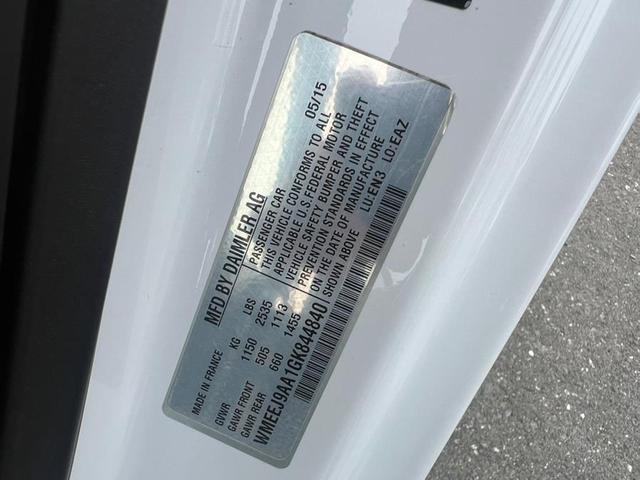 MFD BY DAIMLER AG
MADE IN FRANCE
PASSENGER CAR 05/15
THIS VEHICLE CONFORMS TO ALL
APPLICABLE U.S. FEDERAL MOTOR
VEHICLE SAFETY BUMPER AND THEFT
PREVENTION STANDARDS IN EFFECT
ON THE DATE OF MANUFACTURE
SHOWN ABOVE LU:EN3 LO:EAZ
KG LBS
GVWR 1150 2535
GAWR FRONT 505 1113
GAWR REAR 660 1455
WMEEJ9AA1GK844840